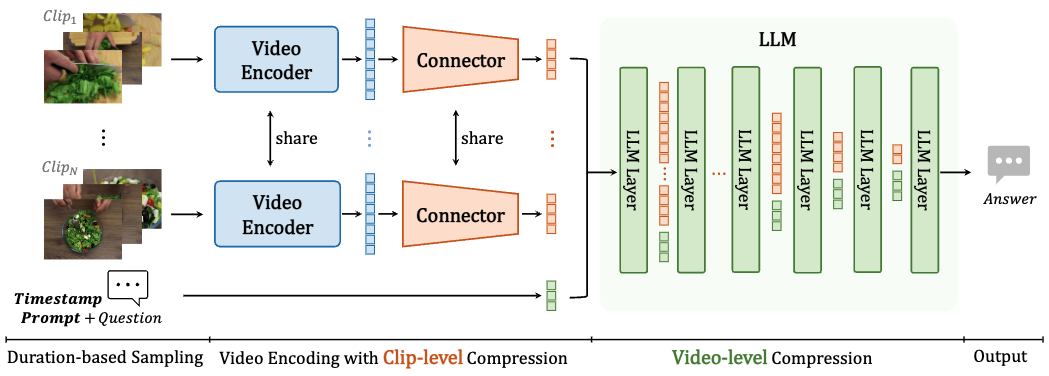 Clip1
Video
Encoder
Connector
LLM
LLM Layer
LLM Layer
LLM Layer
LLM Layer
LLM Layer
LLM Layer
share
share
ClipN
Video
Encoder
Connector
Answer
Timestamp
Prompt + Question
Duration-based Sampling
Video Encoding with Clip-level Compression
Video-level Compression
Output